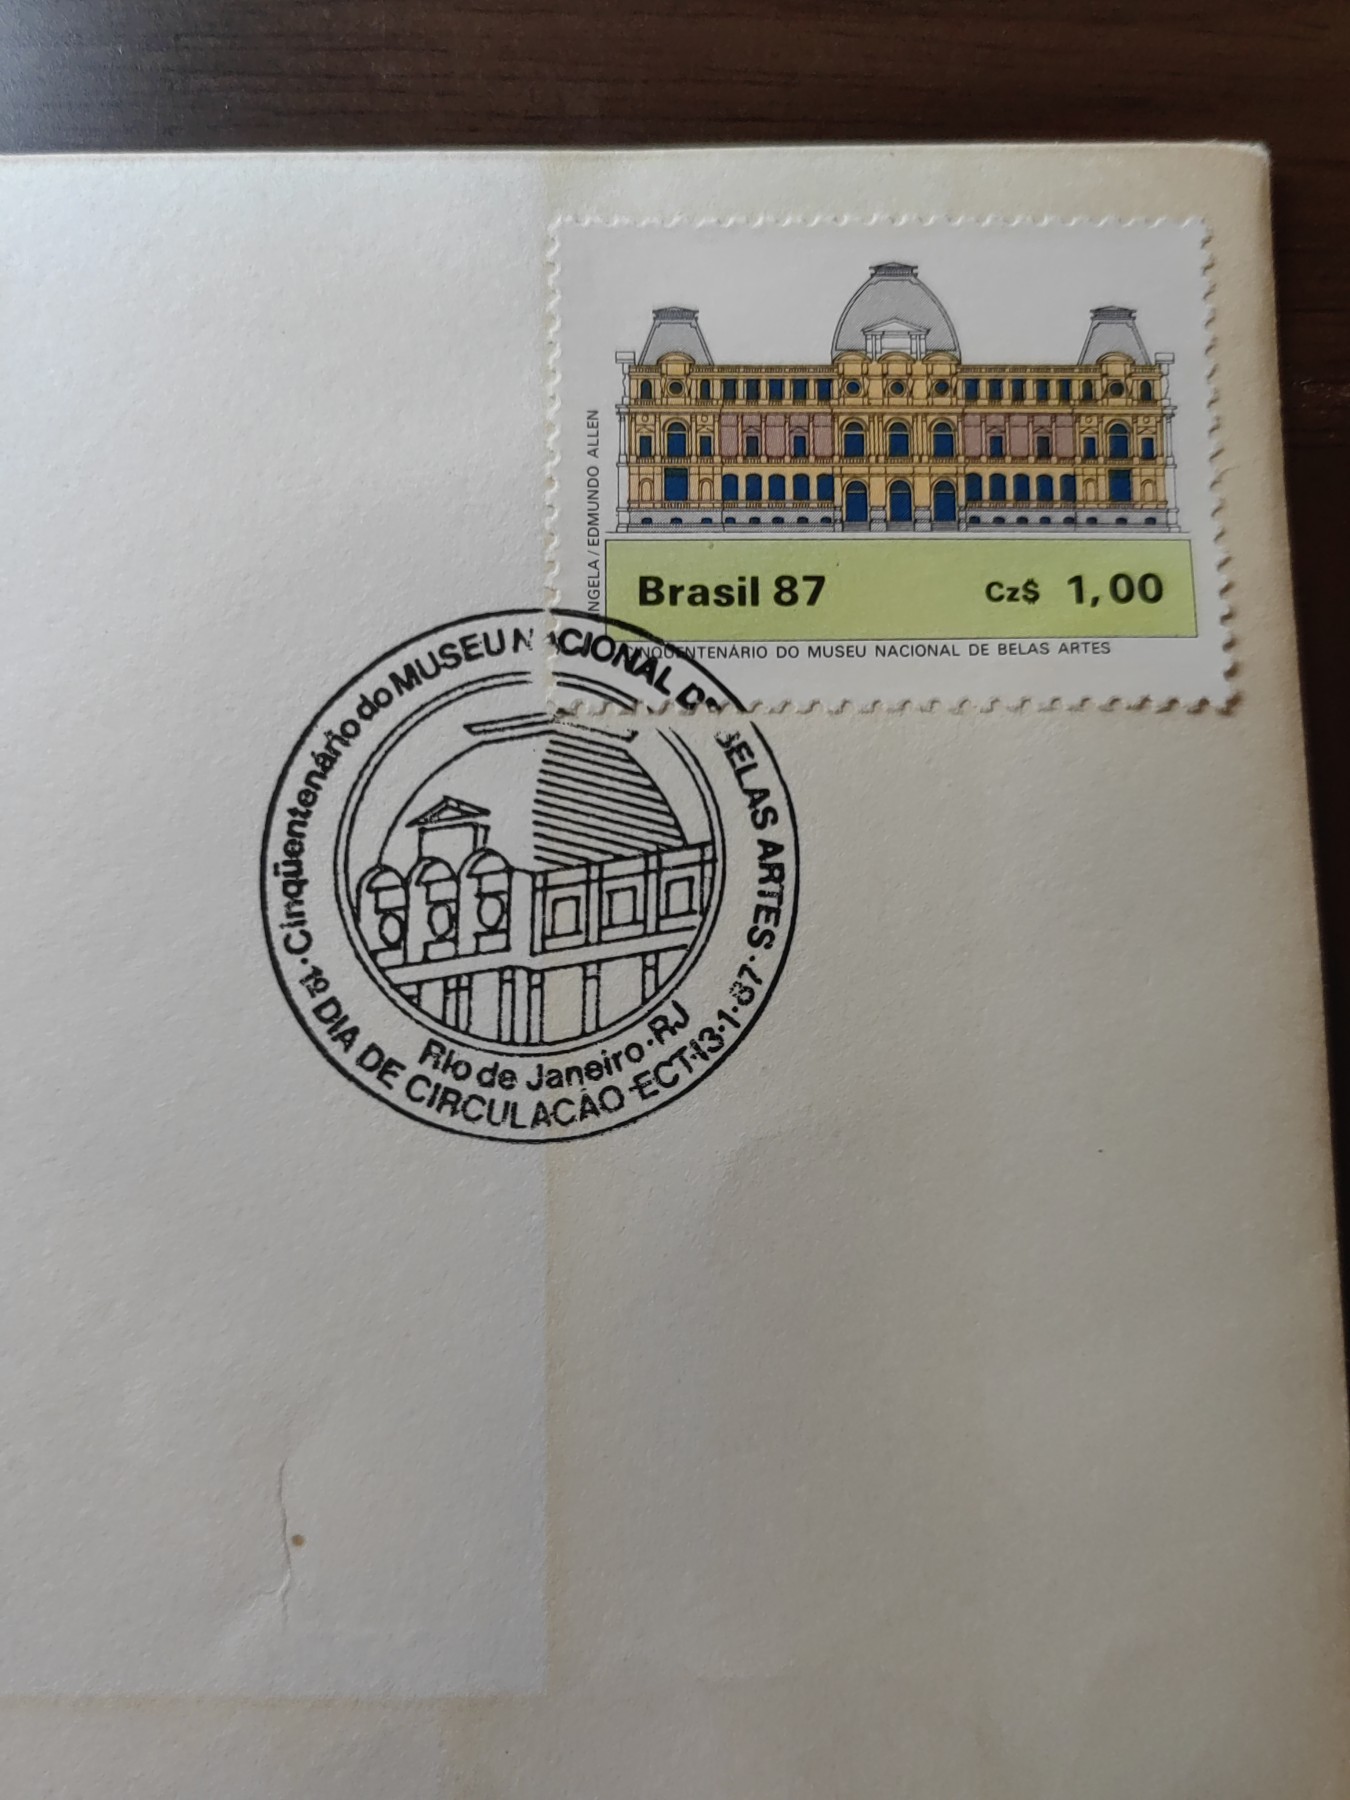 NGELA / EDMUNDO ALLEN
Brasil 87 Cz$ 1,00
CINQÜENTENÁRIO DO MUSEU NACIONAL DE BELAS ARTES
· Cinqüentenário do MUSEU NACIONAL DE BELAS ARTES ·
1º DIA DE CIRCULAÇÃO-ECT-13·1·87
Rio de Janeiro·RJ